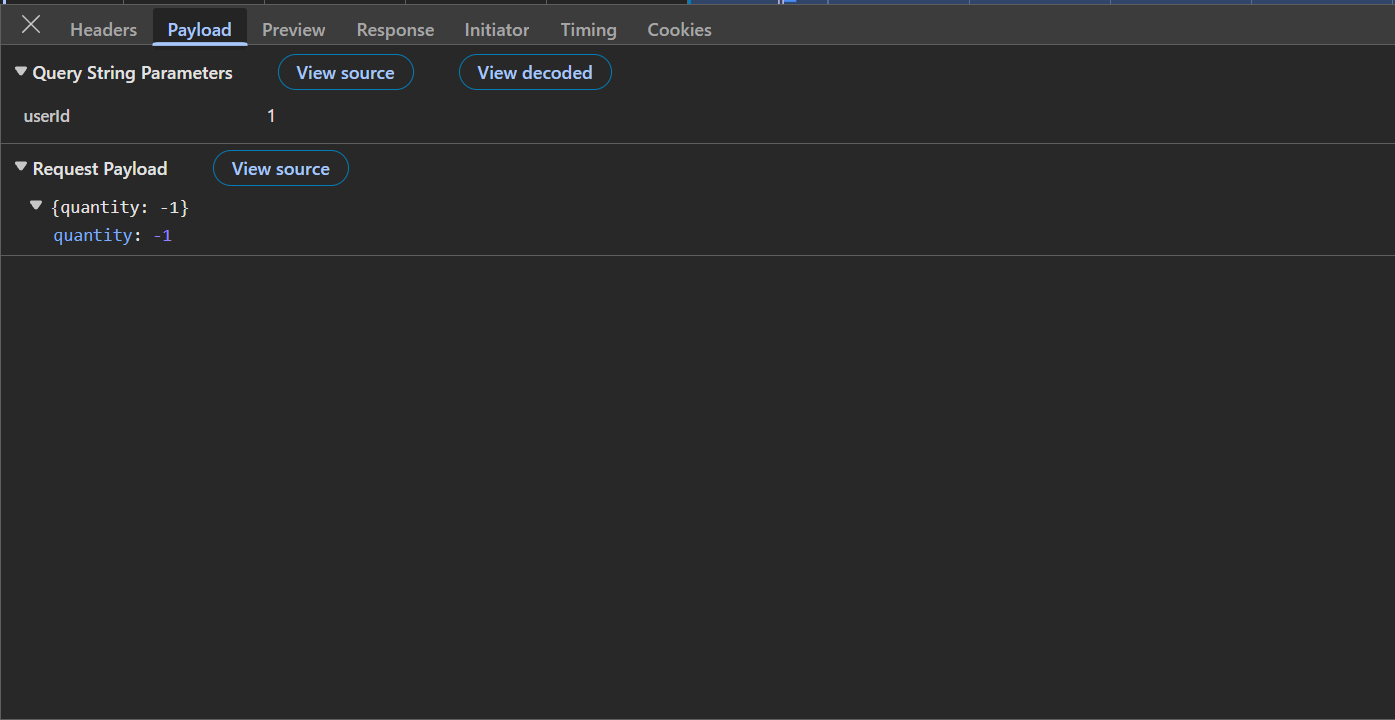 Headers Payload Preview Response Initiator Timing Cookies
Query String Parameters View source View decoded
userId 1
Request Payload View source
{quantity: -1}
quantity: -1